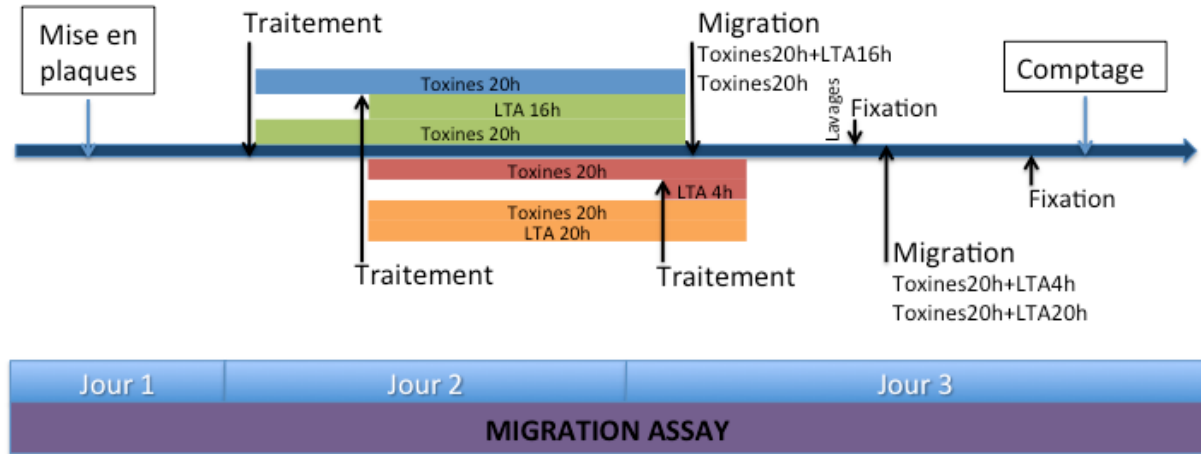 Mise en
plaques
Traitement
Migration
Toxines20h+LTA16h
Toxines20h
Comptage
Toxines 20h
LTA 16h
Toxines 20h
Lavages
Fixation
Toxines 20h
LTA 4h
Toxines 20h
LTA 20h
Fixation
Traitement
Traitement
Migration
Toxines20h+LTA4h
Toxines20h+LTA20h
Jour 1
Jour 2
Jour 3
MIGRATION ASSAY